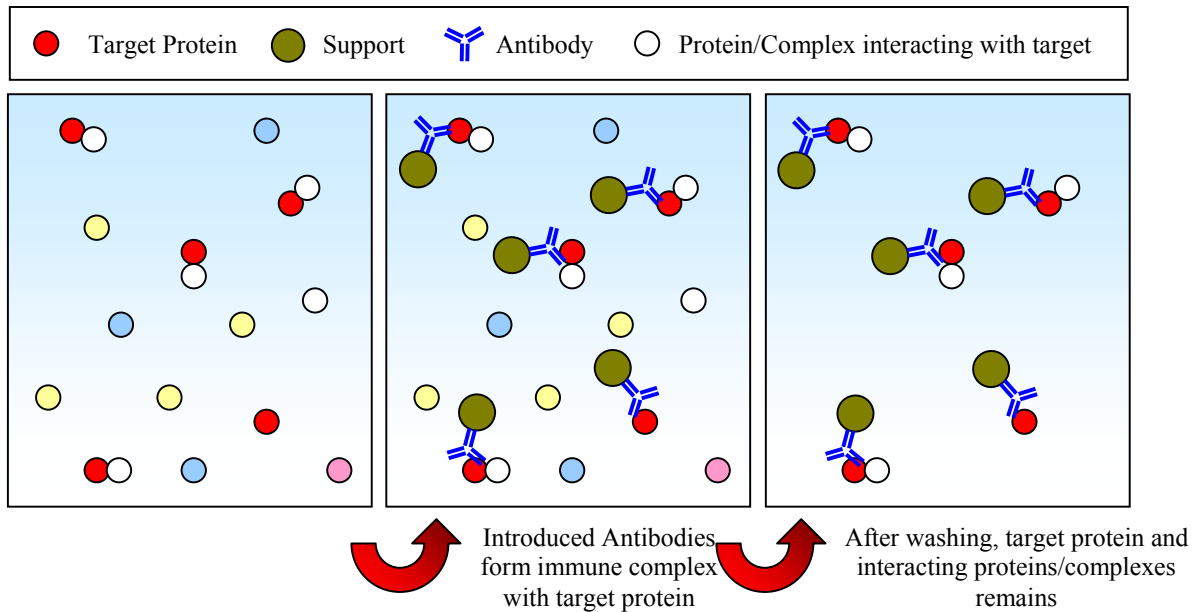 Target Protein Support Antibody Protein/Complex interacting with target
Introduced Antibodies
form immune complex
with target protein
After washing, target protein and
interacting proteins/complexes
remains